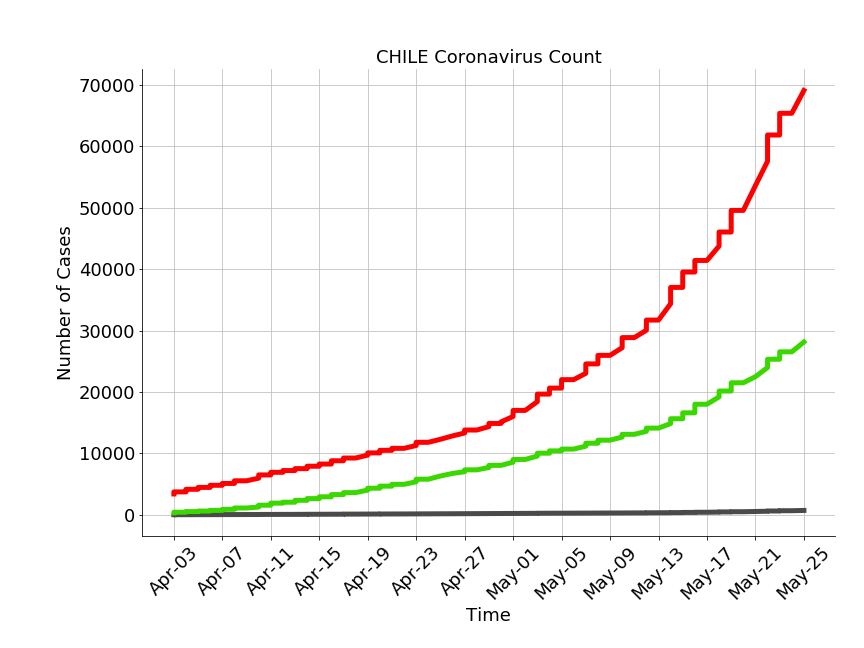 CHILE Coronavirus Count
70000
60000
50000
40000
30000
20000
10000
0
Number of Cases
Apr-03
Apr-07
Apr-11
Apr-15
Apr-19
Apr-23
Apr-27
May-01
May-05
May-09
May-13
May-17
May-21
May-25
Time